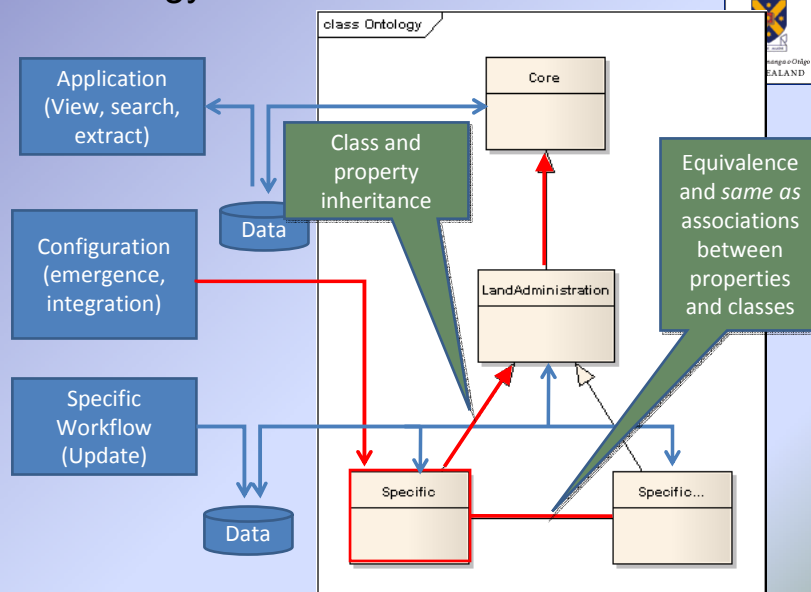 class Ontology
EALAND
Application
(View, search,
extract)
Core
Class and
property
inheritance
Equivalence
and same as
associations
between
properties
and classes
Data
Configuration
(emergence,
integration)
LandAdministration
Specific
Workflow
(Update)
Specific
Specific...
Data